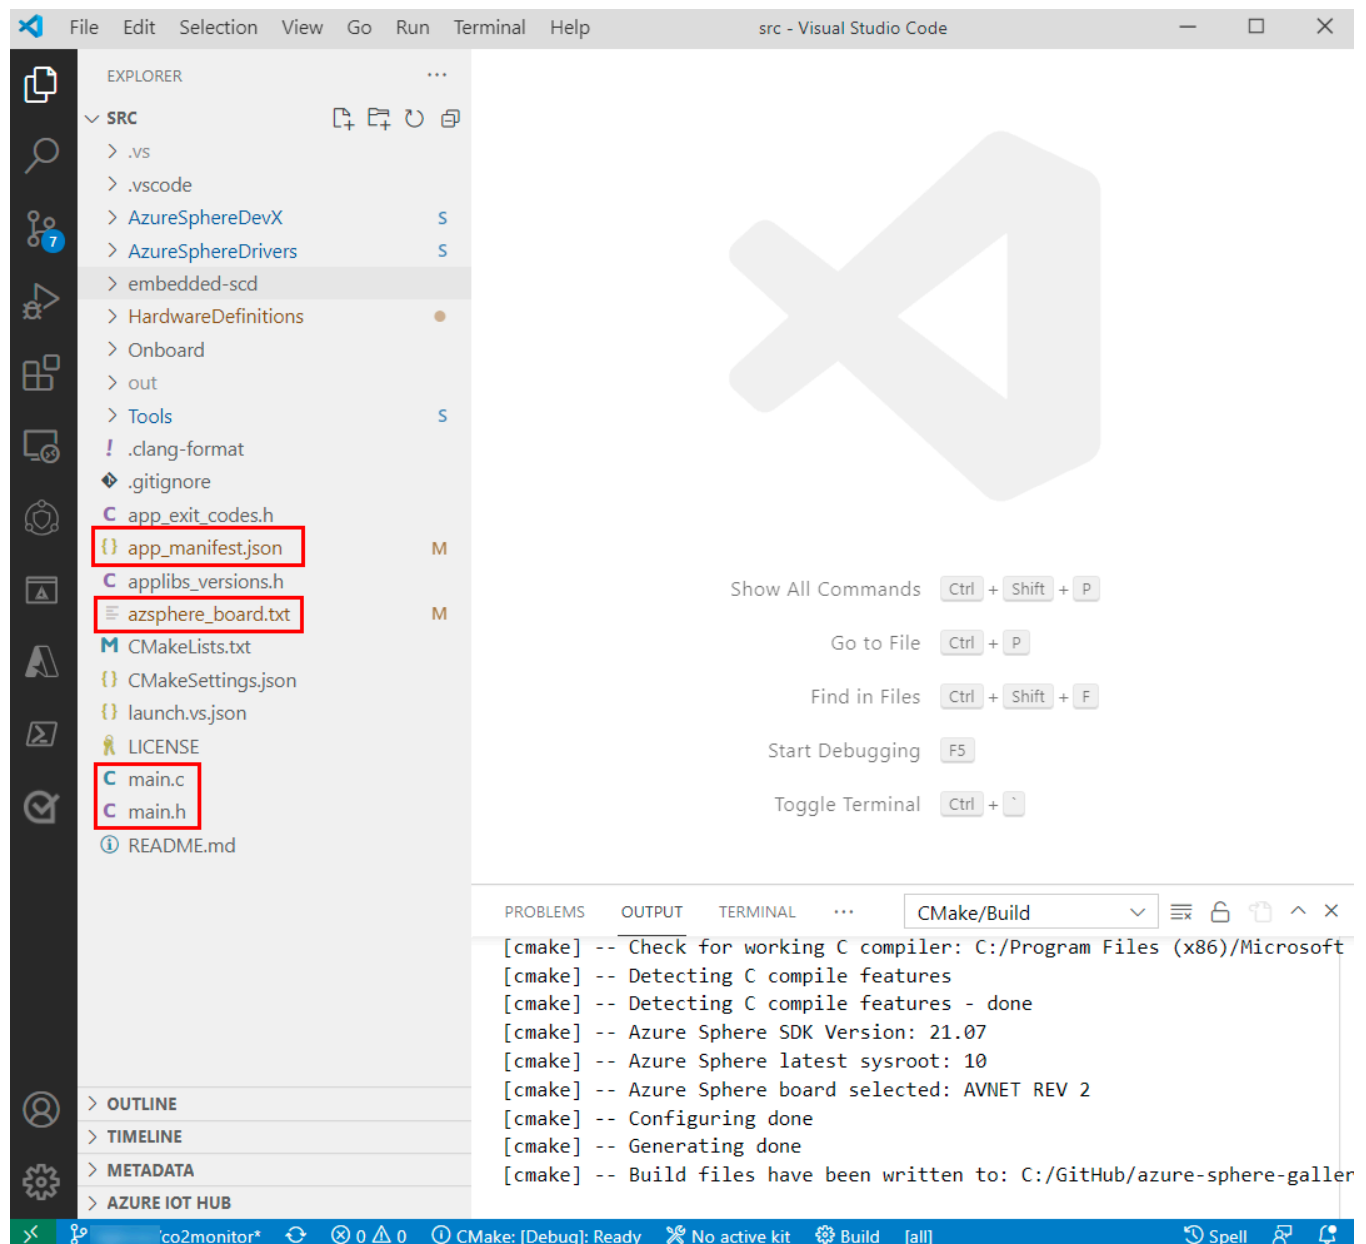 File Edit Selection View Go Run Terminal Help src - Visual Studio Code
EXPLORER
SRC
.vs
.vscode
AzureSphereDevX S
AzureSphereDrivers S
embedded-scd
HardwareDefinitions
Onboard
out
Tools S
.clang-format
.gitignore
app_exit_codes.h
app_manifest.json M
applibs_versions.h
azsphere_board.txt M
CMakeLists.txt
CMakeSettings.json
launch.vs.json
LICENSE
main.c
main.h
README.md
OUTLINE
TIMELINE
METADATA
AZURE IOT HUB
7
Show All Commands Ctrl + Shift + P
Go to File Ctrl + P
Find in Files Ctrl + Shift + F
Start Debugging F5
Toggle Terminal Ctrl + `
PROBLEMS OUTPUT TERMINAL ··· CMake/Build
[cmake] -- Check for working C compiler: C:/Program Files (x86)/Microsoft
[cmake] -- Detecting C compile features
[cmake] -- Detecting C compile features - done
[cmake] -- Azure Sphere SDK Version: 21.07
[cmake] -- Azure Sphere latest sysroot: 10
[cmake] -- Azure Sphere board selected: AVNET REV 2
[cmake] -- Configuring done
[cmake] -- Generating done
[cmake] -- Build files have been written to: C:/GitHub/azure-sphere-galler
/co2monitor* 0 0 CMake: [Debug]: Ready No active kit Build [all] Spell